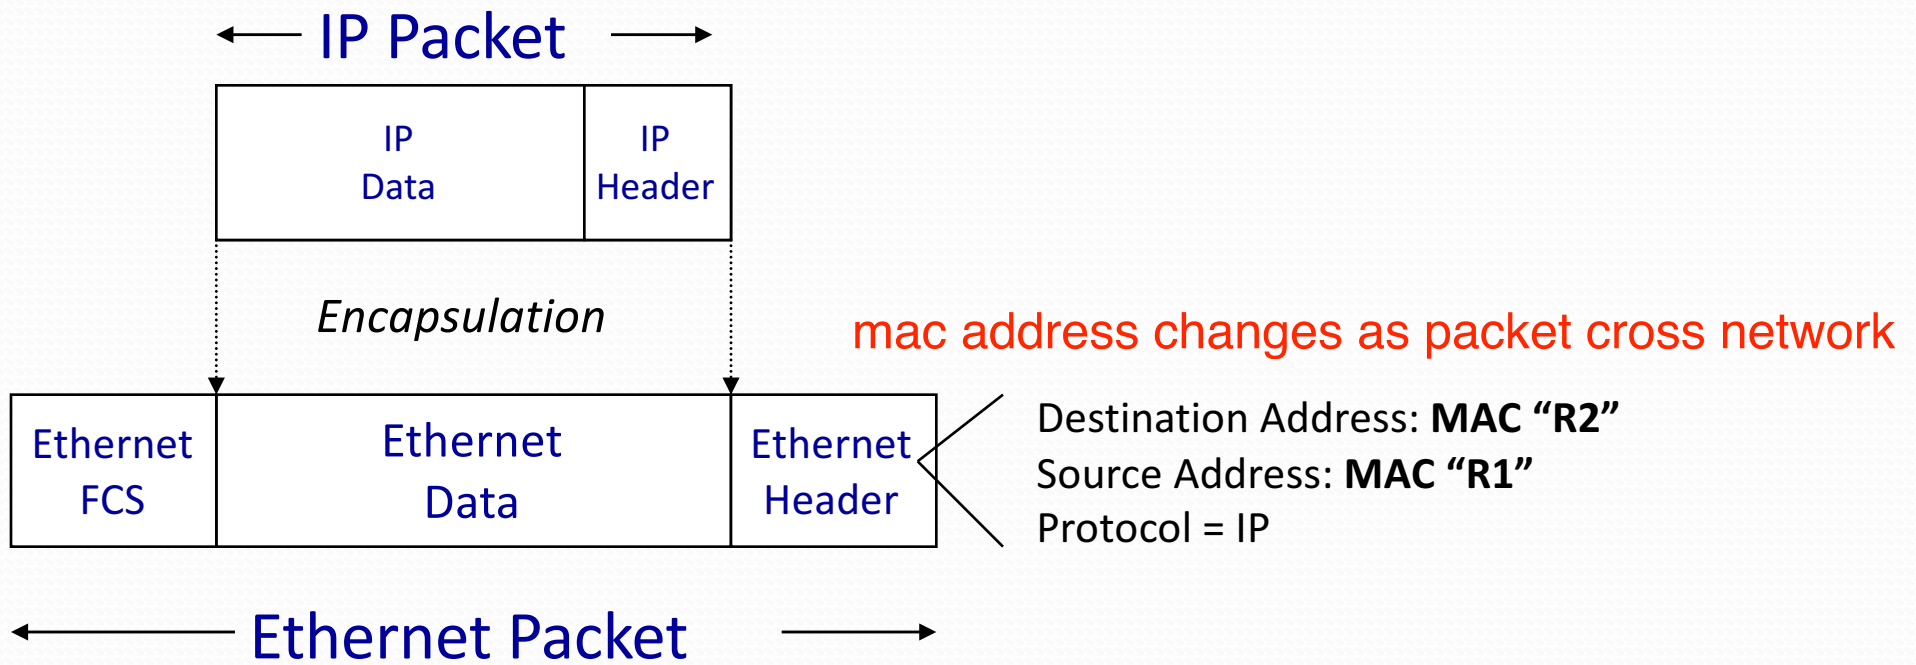 IP Packet
IP
Data
IP
Header
Encapsulation
mac address changes as packet cross network
Ethernet
FCS
Ethernet
Data
Ethernet
Header
Destination Address: MAC “R2”
Source Address: MAC “R1”
Protocol = IP
Ethernet Packet